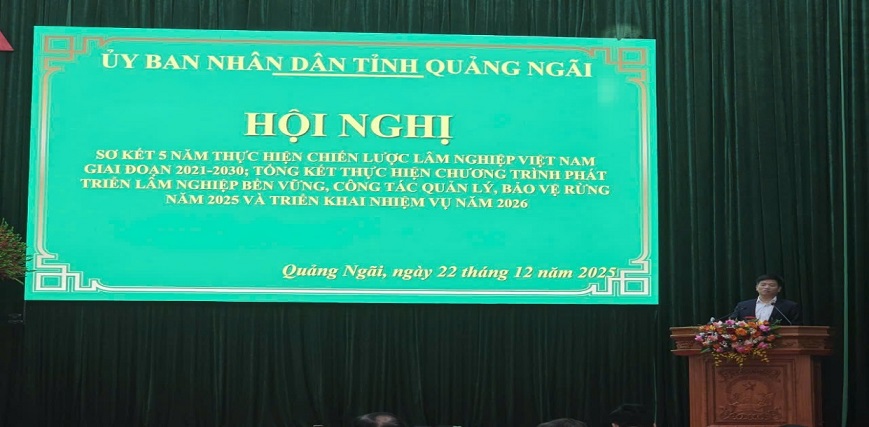 ỦY BAN NHÂN DÂN TỈNH QUẢNG NGÃI
HỘI NGHỊ
SƠ KẾT 5 NĂM THỰC HIỆN CHIẾN LƯỢC LÂM NGHIỆP VIỆT NAM
GIAI ĐOẠN 2021-2030; TỔNG KẾT THỰC HIỆN CHƯƠNG TRÌNH PHÁT
TRIỂN LÂM NGHIỆP BỀN VỮNG, CÔNG TÁC QUẢN LÝ, BẢO VỆ RỪNG
NĂM 2025 VÀ TRIỂN KHAI NHIỆM VỤ NĂM 2026
Quảng Ngãi, ngày 22 tháng 12 năm 2025